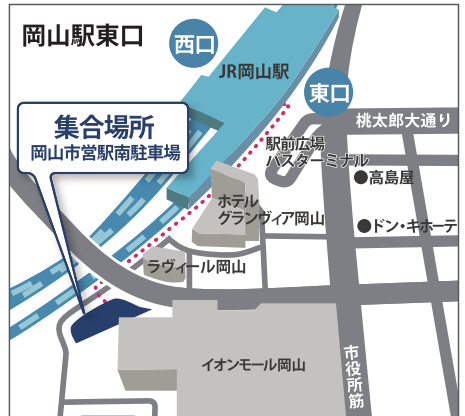 岡山駅東口
西口
JR岡山駅
東口
集合場所
岡山市営駅南駐車場
桃太郎大通り
駅前広場
バスターミナル
●高島屋
ホテル
グランヴィア岡山
●ドン・キホーテ
ラヴィール岡山
イオンモール岡山
市役所筋